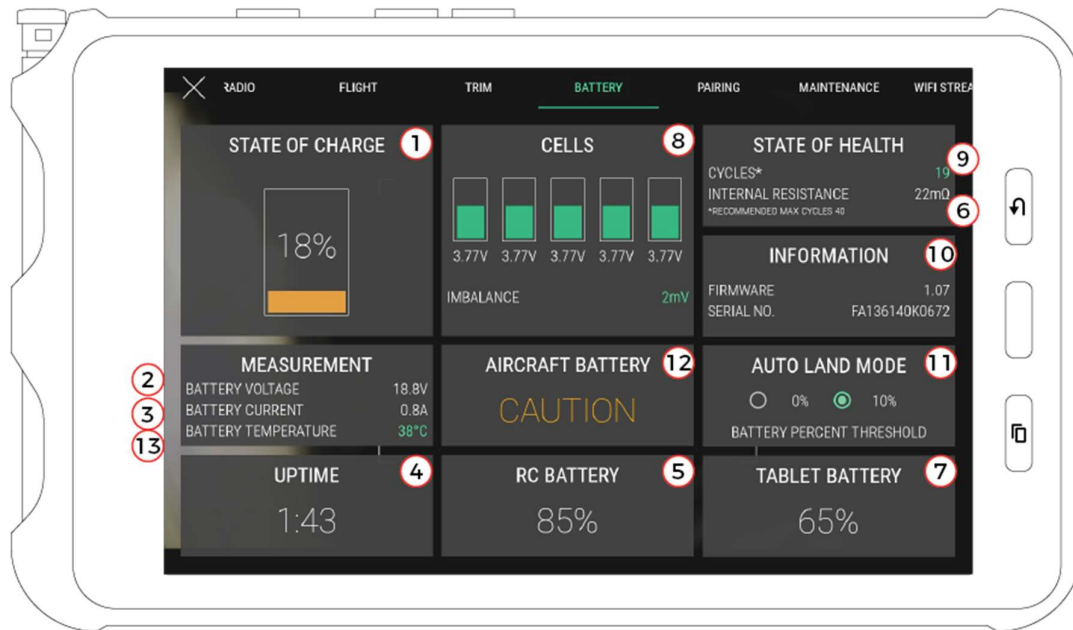 RADIO FLIGHT TRIM BATTERY PAIRING MAINTENANCE WIFI STREA
STATE OF CHARGE 1
18%
CELLS 8
3.77V 3.77V 3.77V 3.77V 3.77V
IMBALANCE 2mV
STATE OF HEALTH
9
CYCLES* 19
INTERNAL RESISTANCE 22mΩ
*RECOMMENDED MAX CYCLES 40
6
INFORMATION 10
FIRMWARE 1.07
SERIAL NO. FA136140K0672
MEASUREMENT
2 BATTERY VOLTAGE 18.8V
3 BATTERY CURRENT 0.8A
13 BATTERY TEMPERATURE 38°C
AIRCRAFT BATTERY 12
CAUTION
AUTO LAND MODE 11
0% 10%
BATTERY PERCENT THRESHOLD
UPTIME 4
1:43
RC BATTERY 5
85%
TABLET BATTERY 7
65%